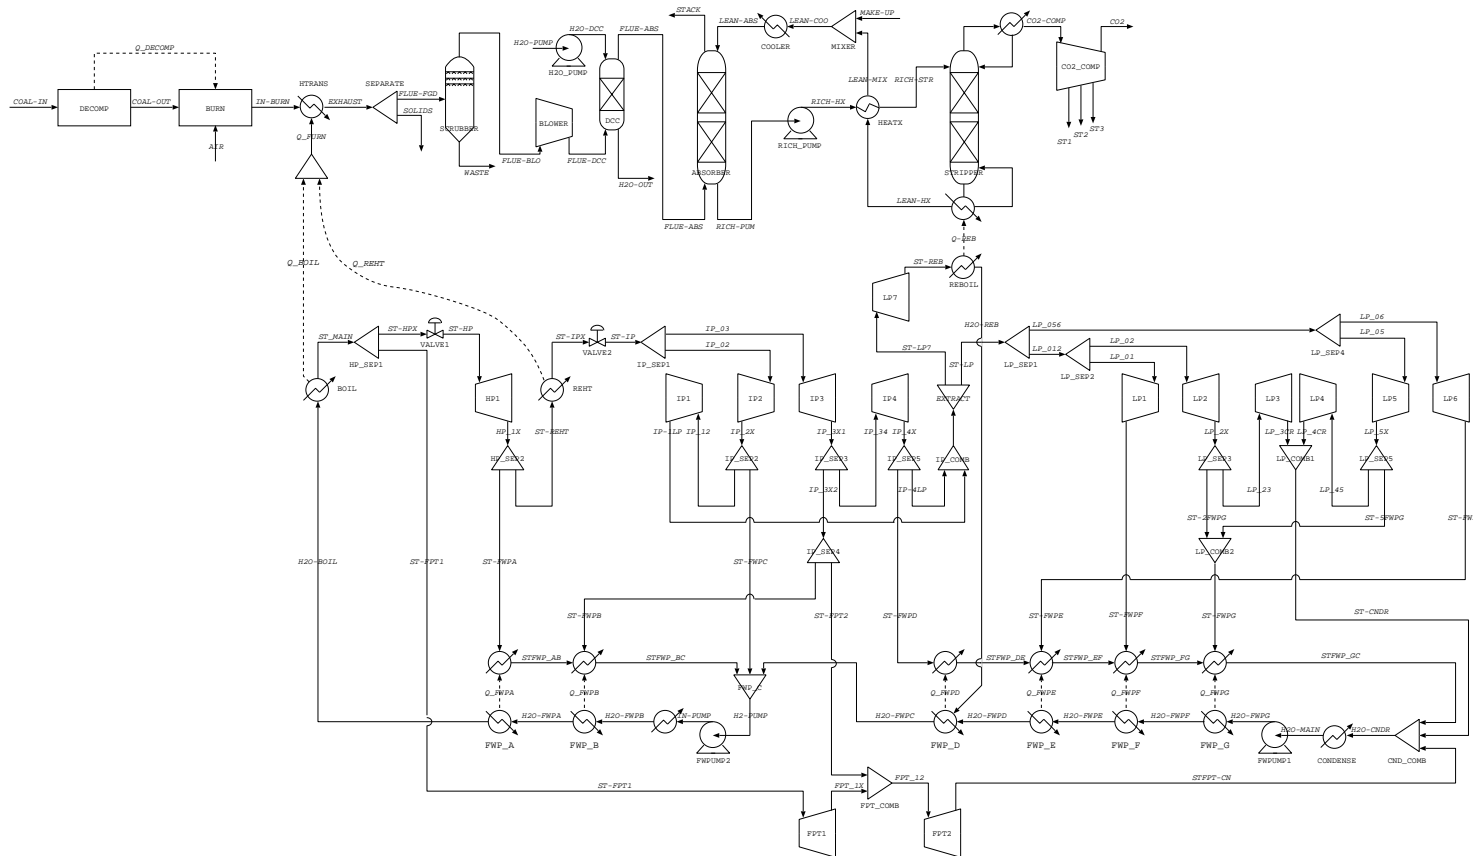 STACK
LEAN-ABS
LEAN-COO
MAKE-UP
COOLER
MIXER
CO2-COMP
CO2
H2O-DCC
FLUE-ABS
H2O-PUMP
H2O_PUMP
Q_DECOMP
COAL-IN
DECOMP
COAL-OUT
BURN
AIR
IN-BURN
HTRANS
EXHAUST
SEPARATE
FLUE-FGD
SOLIDS
Q_FURN
SCRUBBER
WASTE
FLUE-BLO
BLOWER
FLUE-DCC
DCC
H2O-OUT
FLUE-ABS
ABSORBER
RICH-PUM
RICH_PUMP
RICH-HX
LEAN-MIX
RICH-STR
HEATX
LEAN-HX
STRIPPER
CO2_COMP
ST1
ST2
ST3
Q-REB
Q_BOIL
Q_REHT
ST-REB
REBOIL
LP7
H2O-REB
ST-LP7
ST-LP
ST_MAIN
ST-HPX
ST-HP
VALVE1
HP_SEP1
BOIL
HP1
ST-IPX
ST-IP
VALVE2
IP_SEP1
IP_03
IP_02
REHT
IP1
IP2
IP3
IP4
EXTRACT
LP_SEP1
LP_056
LP_012
LP_SEP2
LP_02
LP_01
LP_SEP4
LP_06
LP_05
LP1
LP2
LP3
LP4
LP5
LP6
HP_1X
ST-REHT
HP_SEP2
IP-1LP
IP_12
IP_2X
IP_SEP2
IP_3X1
IP_SEP3
IP_34
IP_4X
IP_SEP5
IP_COMB
IP_3X2
IP-4LP
LP_2X
LP_SEP3
LP_3CR
LP_4CR
LP_COMB1
LP_5X
LP_SEP5
LP_23
LP_45
ST-2FWPG
ST-5FWPG
ST-FW
LP_COMB2
IP_SEP4
H2O-BOIL
ST-FPT1
ST-FWPA
ST-FWPC
ST-FWPB
ST-FPT2
ST-FWPD
ST-FWPE
ST-FWPF
ST-FWPG
ST-CNDR
STFWP_AB
STFWP_BC
STFWP_DE
STFWP_EF
STFWP_FG
STFWP_GC
Q_FWPA
Q_FWPB
FWP_C
Q_FWPD
Q_FWPE
Q_FWPF
Q_FWPG
H2O-FWPA
H2O-FWPB
IN-PUMP
H2-PUMP
H2O-FWPC
H2O-FWPD
H2O-FWPE
H2O-FWPF
H2O-FWPG
H2O-MAIN
H2O-CNDR
FWP_A
FWP_B
FWPUMP2
FWP_D
FWP_E
FWP_F
FWP_G
FWPUMP1
CONDENSE
CND_COMB
ST-FPT1
FPT_1X
FPT_COMB
FPT_12
STFPT-CN
FPT1
FPT2